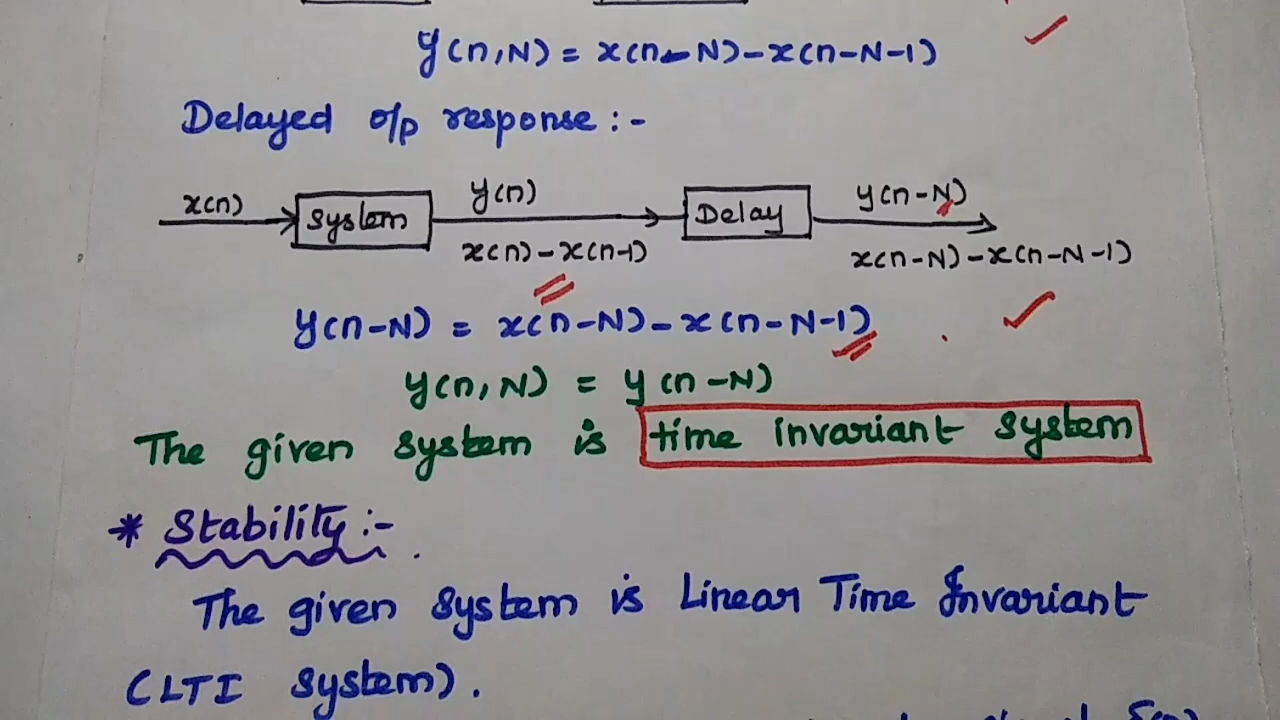 y(n,N) = x(n-N)-x(n-N-1)
Delayed o/p response :-
x(n) System y(n) Delay y(n-N)
x(n)-x(n-1) x(n-N)-x(n-N-1)
y(n-N) = x(n-N)-x(n-N-1)
y(n,N) = y(n-N)
The given system is time invariant system
* Stability :-
The given system is Linear Time Invariant
(LTI system).